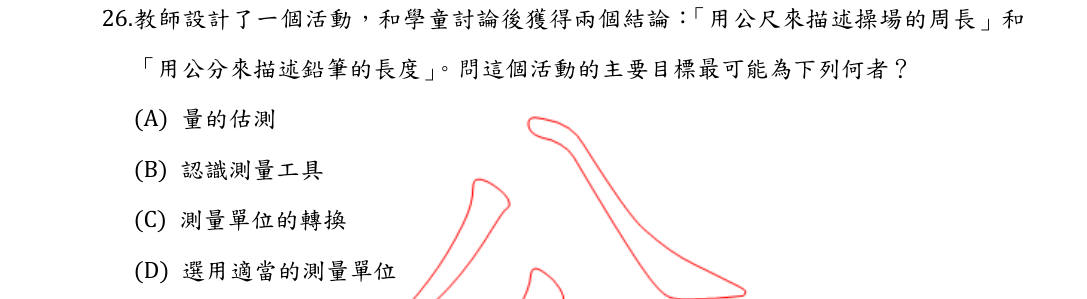 26.教師設計了一個活動，和學童討論後獲得兩個結論：「用公尺來描述操場的周長」和
「用公分來描述鉛筆的長度」。問這個活動的主要目標最可能為下列何者？
(A) 量的估測
(B) 認識測量工具
(C) 測量單位的轉換
(D) 選用適當的測量單位